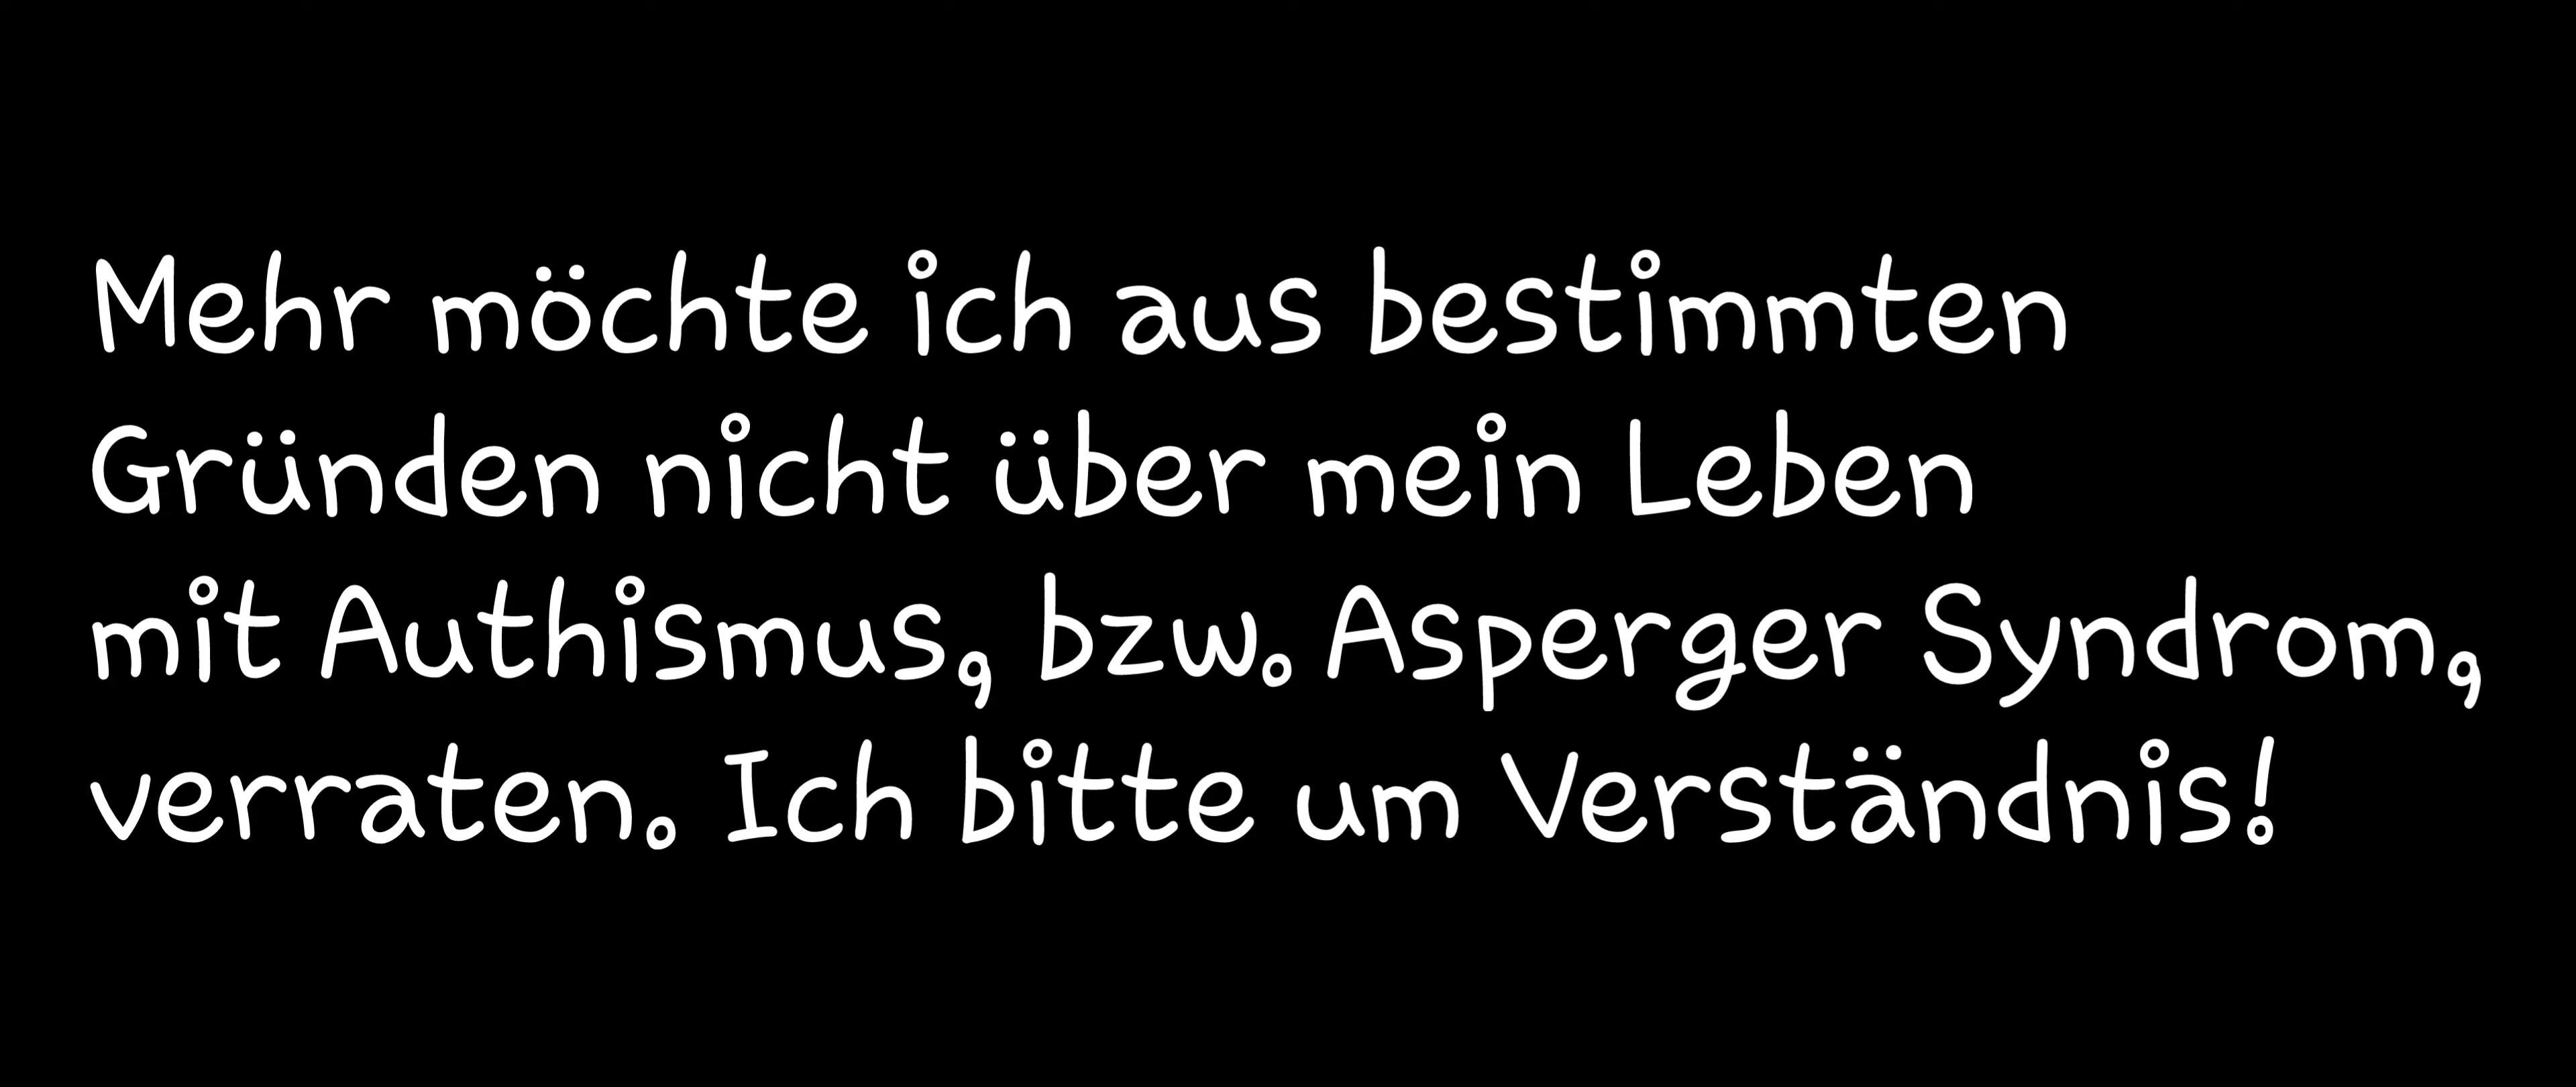 Mehr möchte ich aus bestimmten
Gründen nicht über mein Leben
mit Authismus, bzw. Asperger Syndrom,
verraten. Ich bitte um Verständnis!